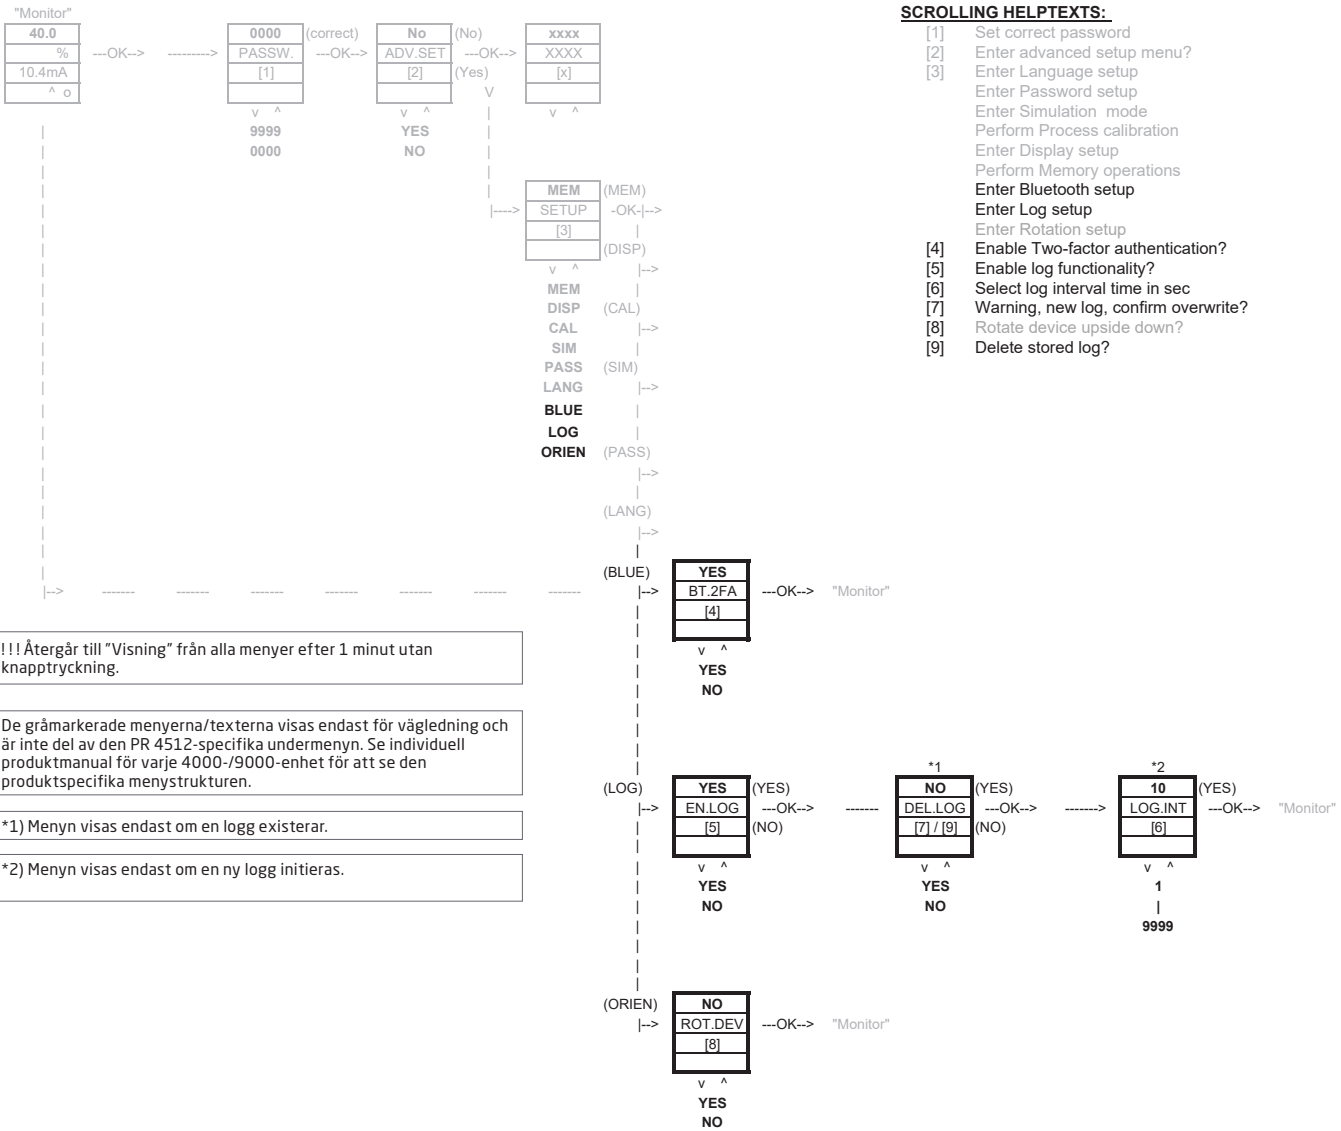 "Monitor"
40.0
%
10.4mA
^ o
---OK-->
--------->
0000
(correct)
PASSW.
---OK-->
[1]
v ^
9999
0000
No
(No)
ADV.SET
---OK-->
[2]
(Yes)
V
v ^
YES
NO
xxxx
XXXX
[x]
v ^
MEM
(MEM)
|---->
SETUP
-OK-|-->
[3]
(DISP)
v ^
|-->
MEM
DISP
(CAL)
CAL
|-->
SIM
PASS
(SIM)
LANG
|-->
BLUE
LOG
ORIEN
(PASS)
|-->
(LANG)
|-->
SCROLLING HELPTEXTS:
[1] Set correct password
[2] Enter advanced setup menu?
[3] Enter Language setup
Enter Password setup
Enter Simulation mode
Perform Process calibration
Enter Display setup
Perform Memory operations
Enter Bluetooth setup
Enter Log setup
Enter Rotation setup
[4] Enable Two-factor authentication?
[5] Enable log functionality?
[6] Select log interval time in sec
[7] Warning, new log, confirm overwrite?
[8] Rotate device upside down?
[9] Delete stored log?
(BLUE)
YES
|--> ------- ------- ------- ------- ------- ------- -------
|-->
BT.2FA
---OK-->
"Monitor"
[4]
v ^
YES
NO
!!! Återgår till "Visning" från alla menyer efter 1 minut utan
knapptryckning.
De gråmarkerade menyerna/texterna visas endast för vägledning och
är inte del av den PR 4512-specifika undermenyn. Se individuell
produktmanual för varje 4000-/9000-enhet för att se den
produktspecifika menystrukturen.
*1) Menyn visas endast om en logg existerar.
*2) Menyn visas endast om en ny logg initieras.
*1
*2
(LOG)
YES
(YES)
NO
(YES)
10
(YES)
|-->
EN.LOG
---OK-->
-------
DEL.LOG
---OK-->
------->
LOG.INT
---OK-->
"Monitor"
[5]
(NO)
[7] / [9]
(NO)
[6]
v ^
v ^
v ^
YES
YES
1
NO
NO
|
9999
(ORIEN)
NO
|-->
ROT.DEV
---OK-->
"Monitor"
[8]
v ^
YES
NO